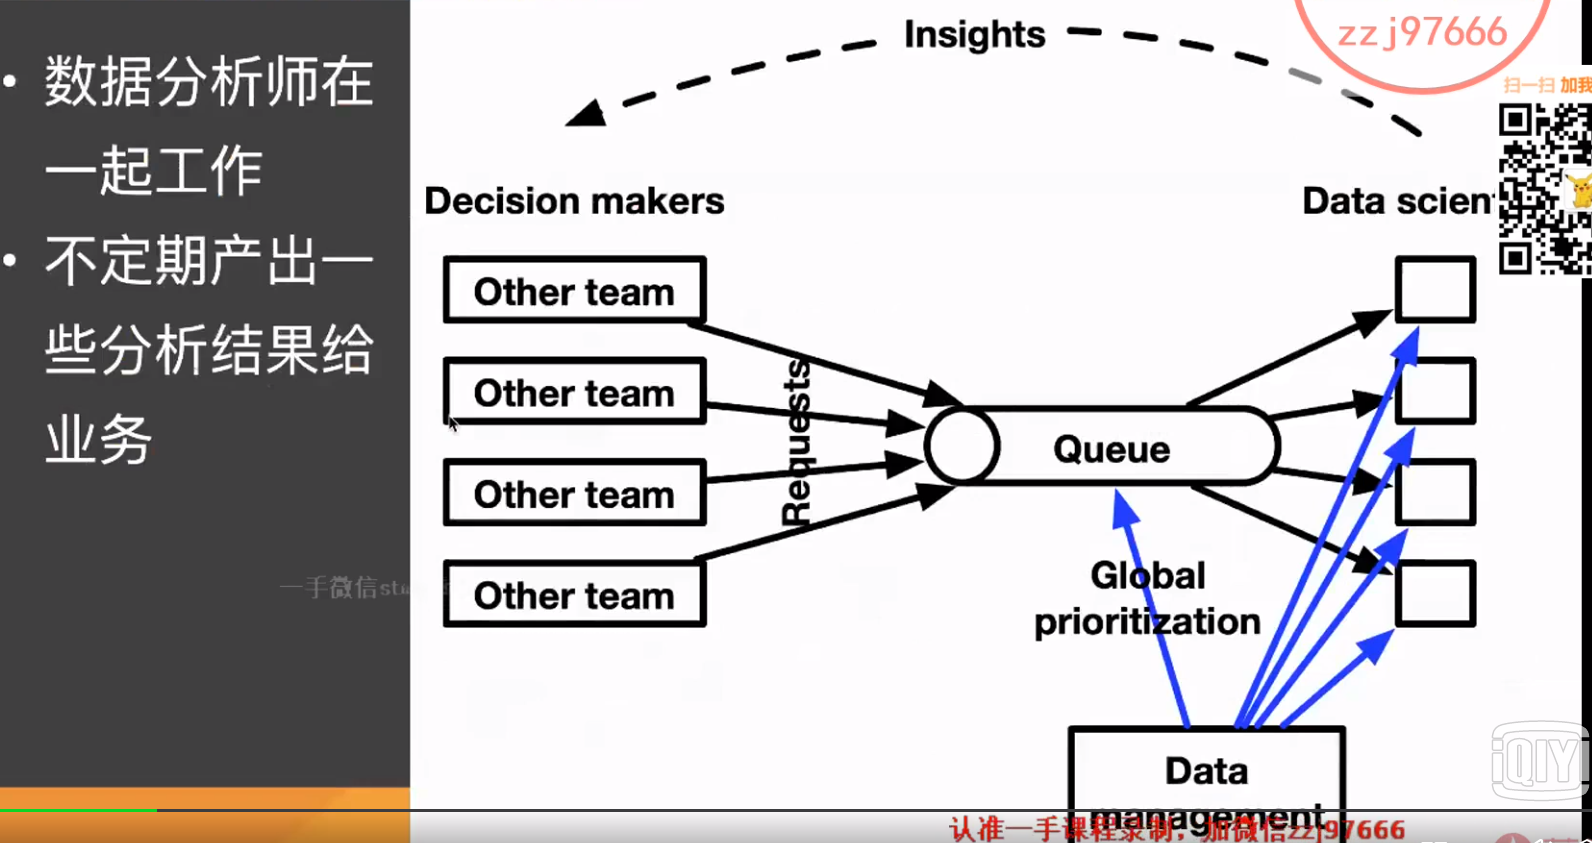 • 数据分析师在
一起工作
• 不定期产出一
些分析结果给
业务
Insights
zzj97666
扫一扫 加我
Decision makers
Data scien
Other team
Other team
Other team
Other team
Requests
Queue
Global
prioritization
Data
management
一手微信stu
iQIY
认准一手课程录制，加微信zzj97666